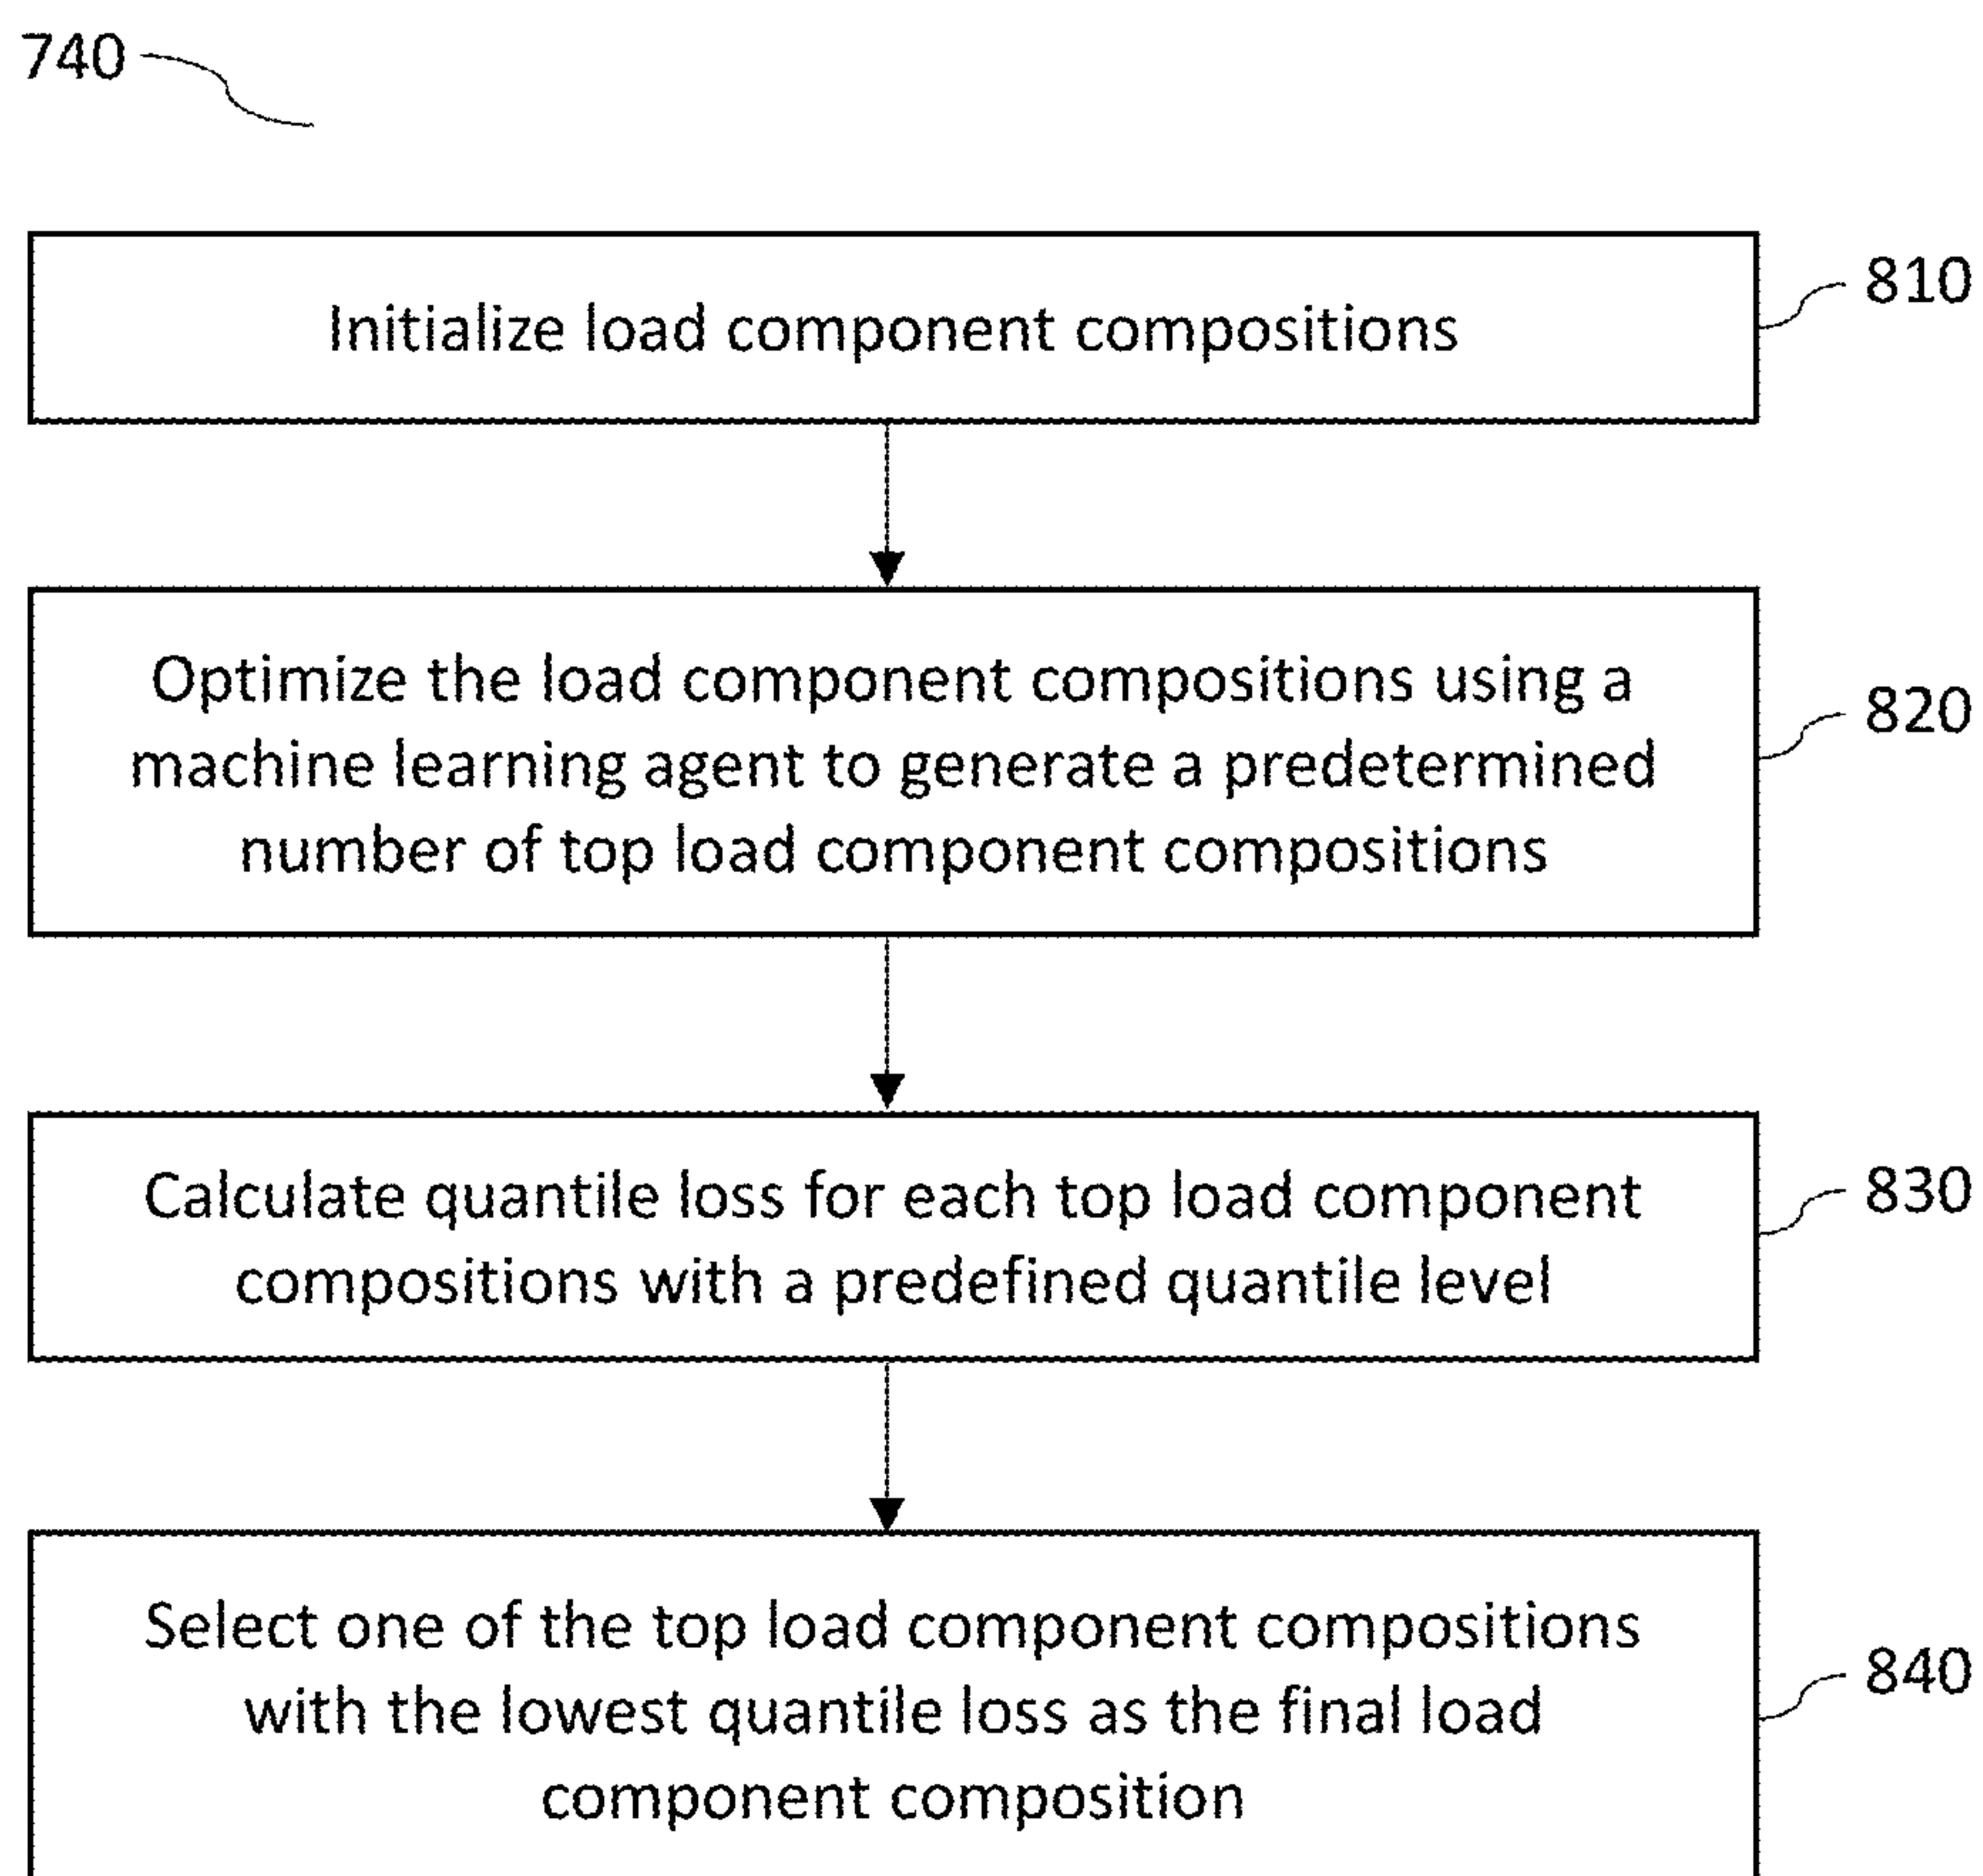 740
Initialize load component compositions
810
Optimize the load component compositions using a
machine learning agent to generate a predetermined
number of top load component compositions
820
Calculate quantile loss for each top load component
compositions with a predefined quantile level
830
Select one of the top load component compositions
with the lowest quantile loss as the final load
component composition
840